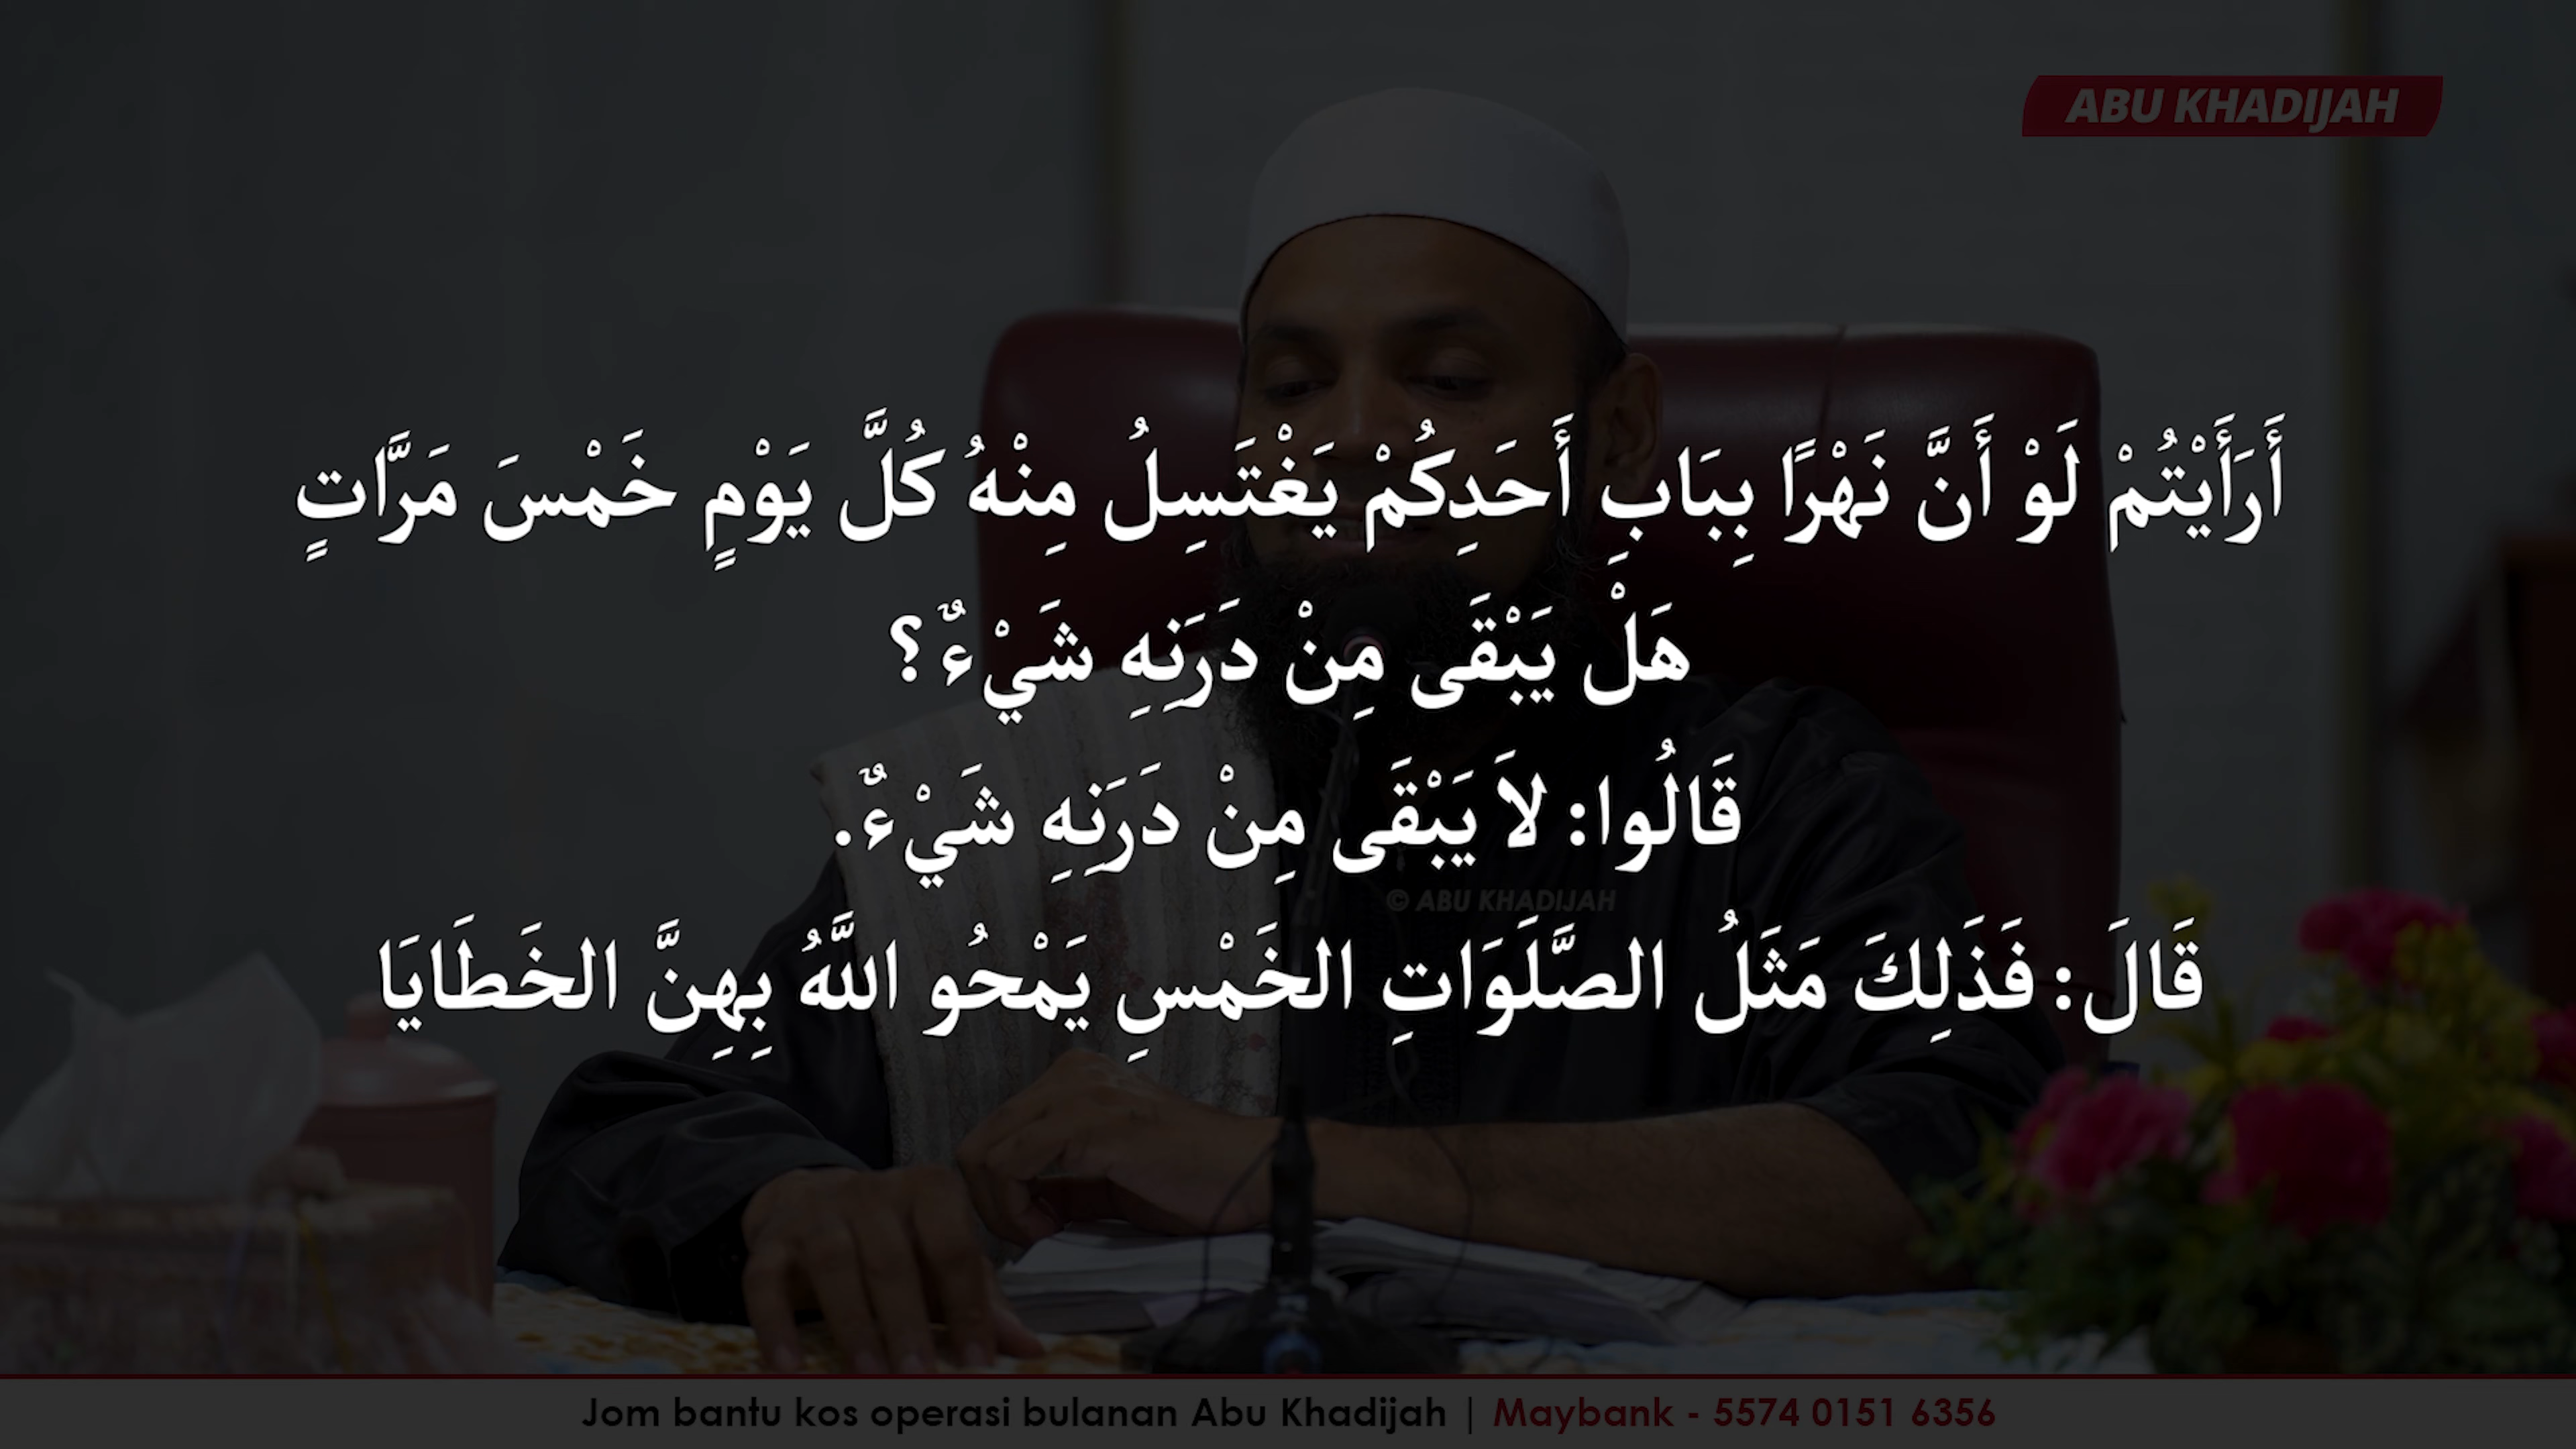 ABU KHADIJAH
أَرَأَيْتُمْ لَوْ أَنَّ نَهْرًا بِبَابِ أَحَدِكُمْ يَغْتَسِلُ مِنْهُ كُلَّ يَوْمٍ خَمْسَ مَرَّاتٍ
هَلْ يَبْقَى مِنْ دَرَنِهِ شَيْءٌ؟
قَالُوا: لاَ يَبْقَى مِنْ دَرَنِهِ شَيْءٌ.
© ABU KHADIJAH
قَالَ: فَذَلِكَ مَثَلُ الصَّلَوَاتِ الخَمْسِ يَمْحُو اللَّهُ بِهِنَّ الخَطَايَا
Jom bantu kos operasi bulanan Abu Khadijah | Maybank - 5574 0151 6356